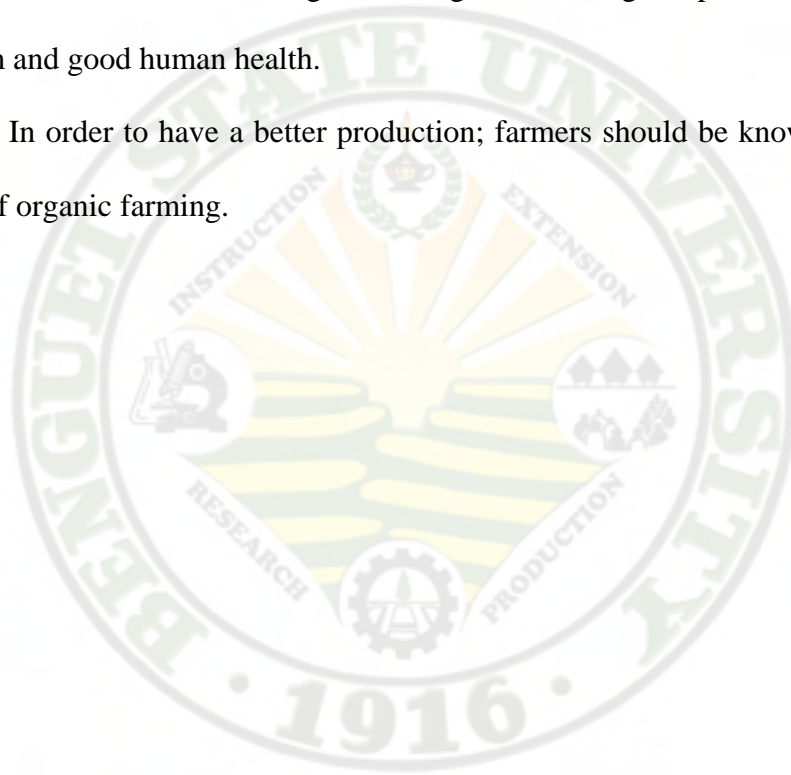 n and good human health.
In order to have a better production; farmers should be know
f organic farming.
BENGUET STATE UNIVERSITY
INSTRUCTION
EXTENSION
RESEARCH
PRODUCTION
· 1916 ·